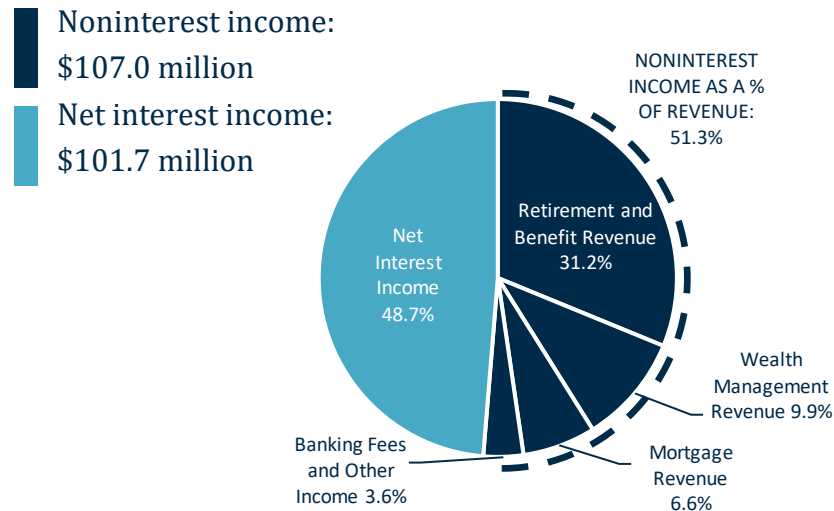 Noninterest income:
$107.0 million
Net interest income:
$101.7 million
NONINTEREST
INCOME AS A %
OF REVENUE:
51.3%
Retirement and
Benefit Revenue
31.2%
Net
Interest
Income
48.7%
Wealth
Management
Revenue 9.9%
Mortgage
Revenue
6.6%
Banking Fees
and Other
Income 3.6%